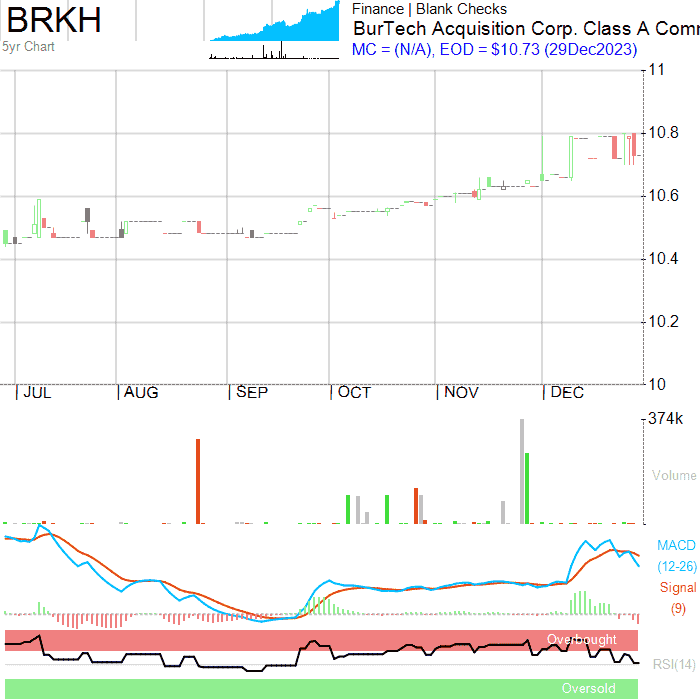 BRKH
5yr Chart
Finance | Blank Checks
BurTech Acquisition Corp. Class A Com
MC = (N/A), EOD = $10.73 (29Dec2023)
11
10.8
10.6
10.4
10.2
10
|JUL |AUG |SEP |OCT |NOV |DEC
374k
Volume
MACD
(12-26)
Signal
(9)
Overbought
RSI(14)
Oversold